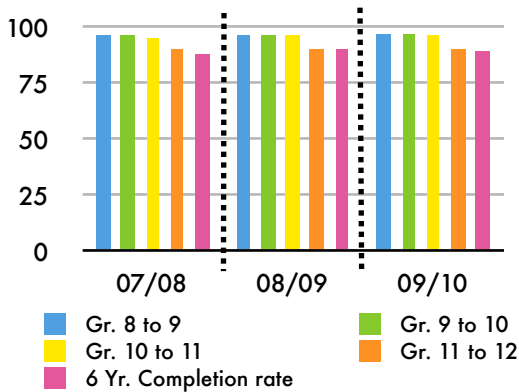 100
75
50
25
0
07/08 08/09 09/10
Gr. 8 to 9 Gr. 9 to 10
Gr. 10 to 11 Gr. 11 to 12
6 Yr. Completion rate